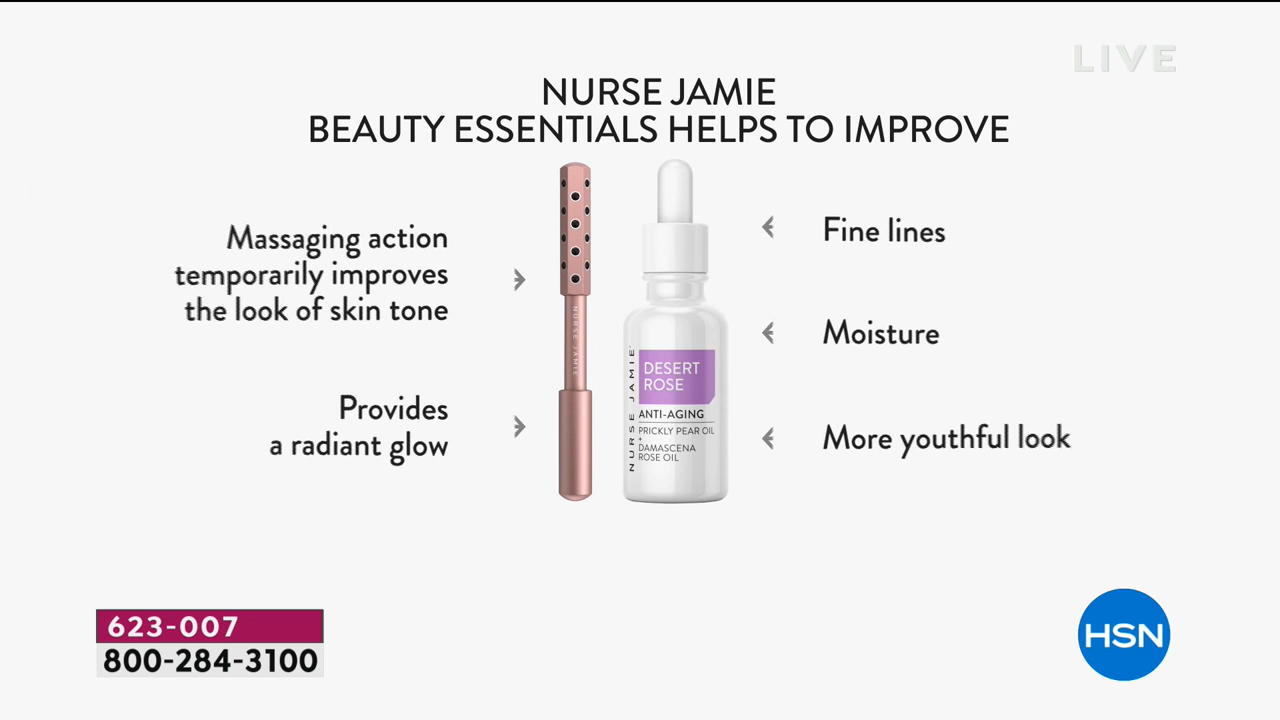 LIVE
NURSE JAMIE
BEAUTY ESSENTIALS HELPS TO IMPROVE
Massaging action
temporarily improves
the look of skin tone
Provides
a radiant glow
NURSE JAMIE
NURSE JAMIE
DESERT
ROSE
ANTI-AGING
PRICKLY PEAR OIL
+
DAMASCENA
ROSE OIL
Fine lines
Moisture
More youthful look
623-007
800-284-3100
HSN